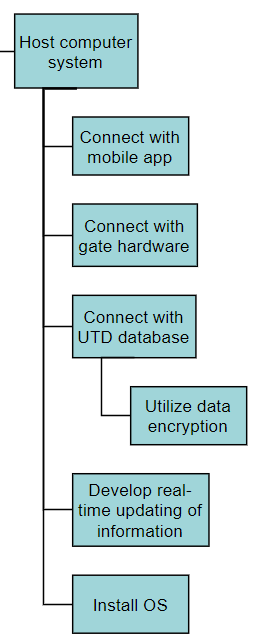 Host computer
system
Connect with
mobile app
Connect with
gate hardware
Connect with
UTD database
Utilize data
encryption
Develop real-
time updating of
information
Install OS